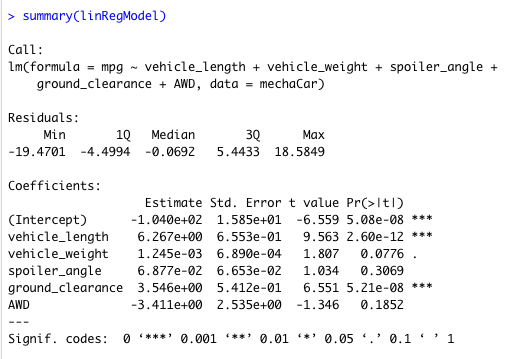 > summary(linRegModel)
Call:
lm(formula = mpg ~ vehicle_length + vehicle_weight + spoiler_angle +
    ground_clearance + AWD, data = mechaCar)
Residuals:
     Min       1Q   Median       3Q      Max
-19.4701  -4.4994  -0.0692   5.4433  18.5849
Coefficients:
                   Estimate Std. Error t value Pr(>|t|)
(Intercept)      -1.040e+02  1.585e+01  -6.559 5.08e-08 ***
vehicle_length    6.267e+00  6.553e-01   9.563 2.60e-12 ***
vehicle_weight    1.245e-03  6.890e-04   1.807   0.0776 .
spoiler_angle     6.877e-02  6.653e-02   1.034   0.3069
ground_clearance  3.546e+00  5.412e-01   6.551 5.21e-08 ***
AWD              -3.411e+00  2.535e+00  -1.346   0.1852
---
Signif. codes:  0 ‘***’ 0.001 ‘**’ 0.01 ‘*’ 0.05 ‘.’ 0.1 ‘ ’ 1